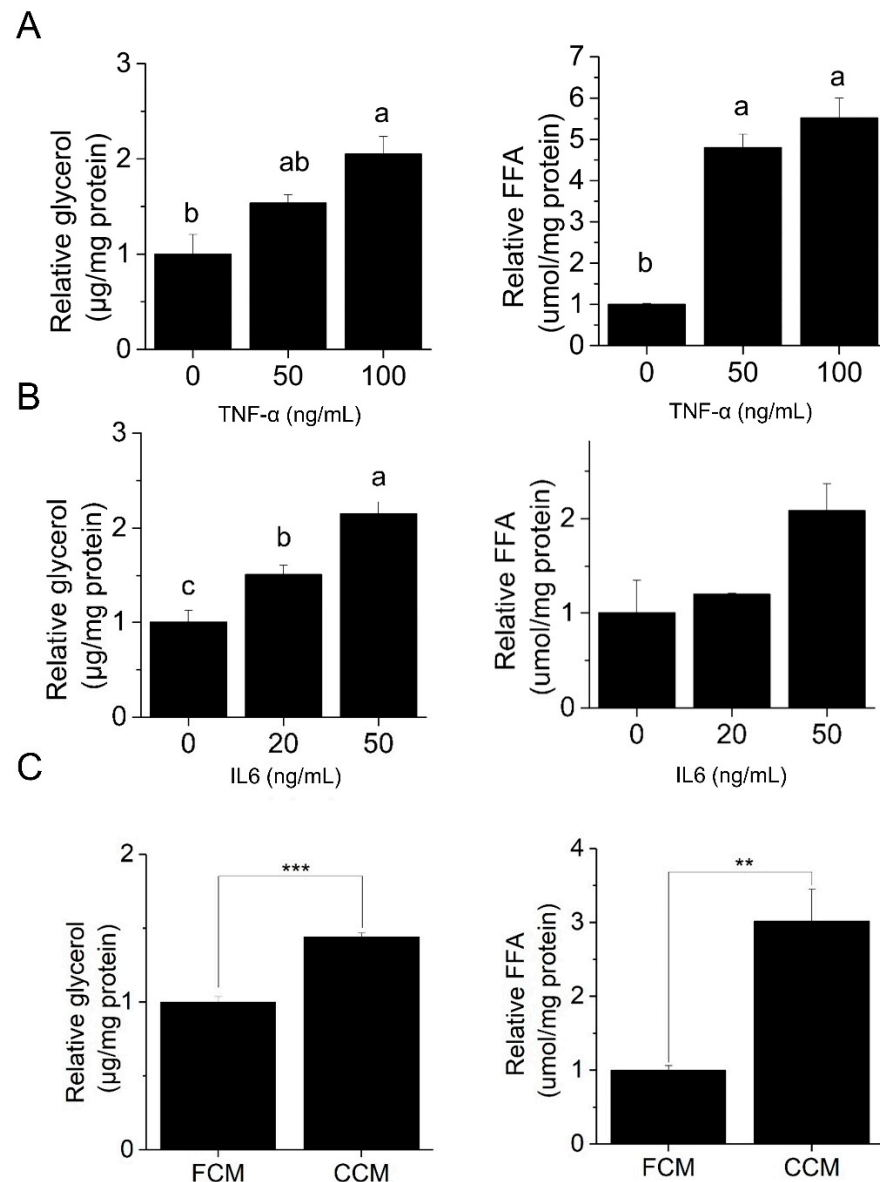 A
Relative glycerol
(µg/mg protein)
3
2
1
0
b
ab
a
0 50 100
TNF-α (ng/mL)
Relative FFA
(umol/mg protein)
7
6
5
4
3
2
1
0
b
a
a
0 50 100
TNF-α (ng/mL)
B
Relative glycerol
(µg/mg protein)
3
2
1
0
c
b
a
0 20 50
IL6 (ng/mL)
Relative FFA
(umol/mg protein)
2
1
0
0 20 50
IL6 (ng/mL)
C
Relative glycerol
(µg/mg protein)
2
1
0
***
FCM CCM
Relative FFA
(umol/mg protein)
4
3
2
1
0
**
FCM CCM